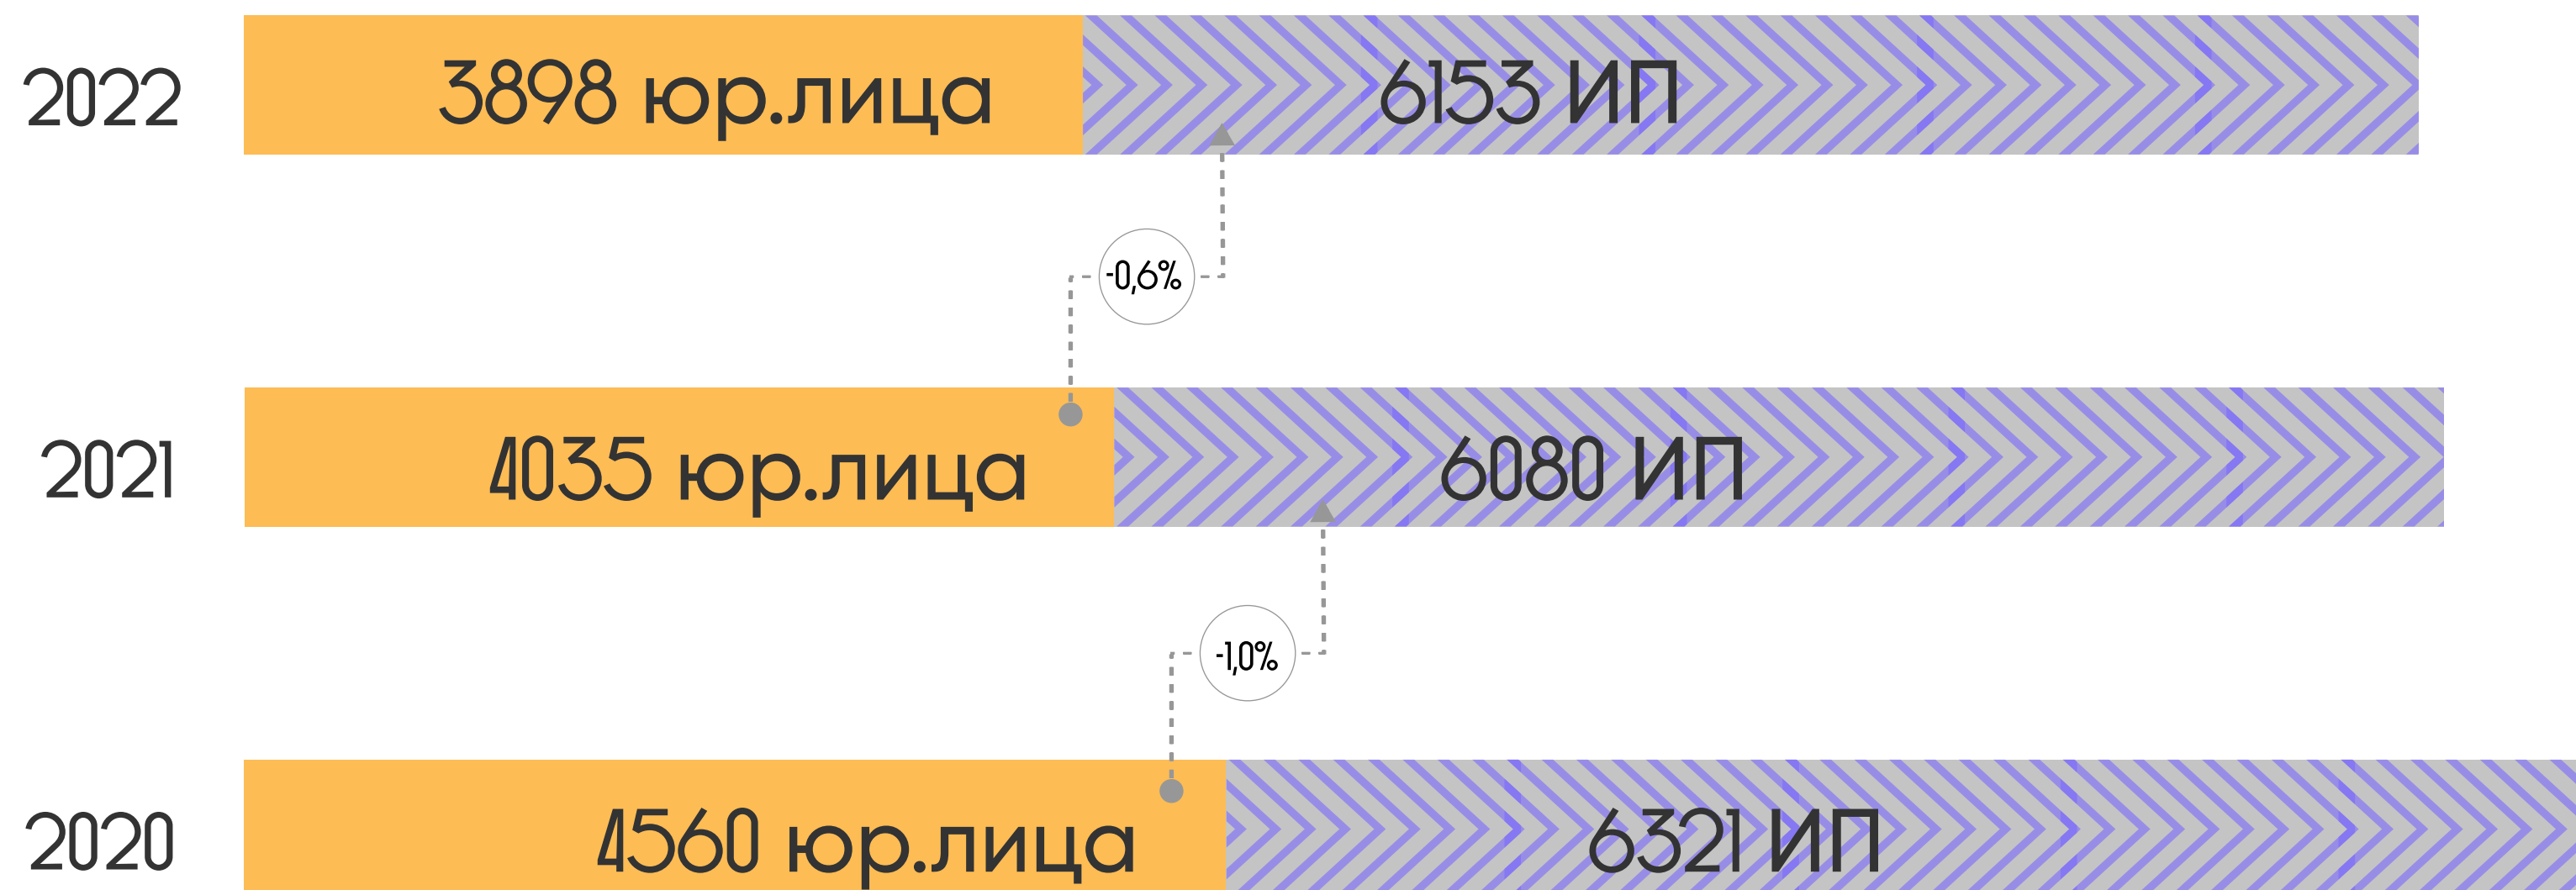 2022 3898 юр.лица 6153 ИП
-0,6%
2021 4035 юр.лица 6080 ИП
-1,0%
2020 4560 юр.лица 6321 ИП